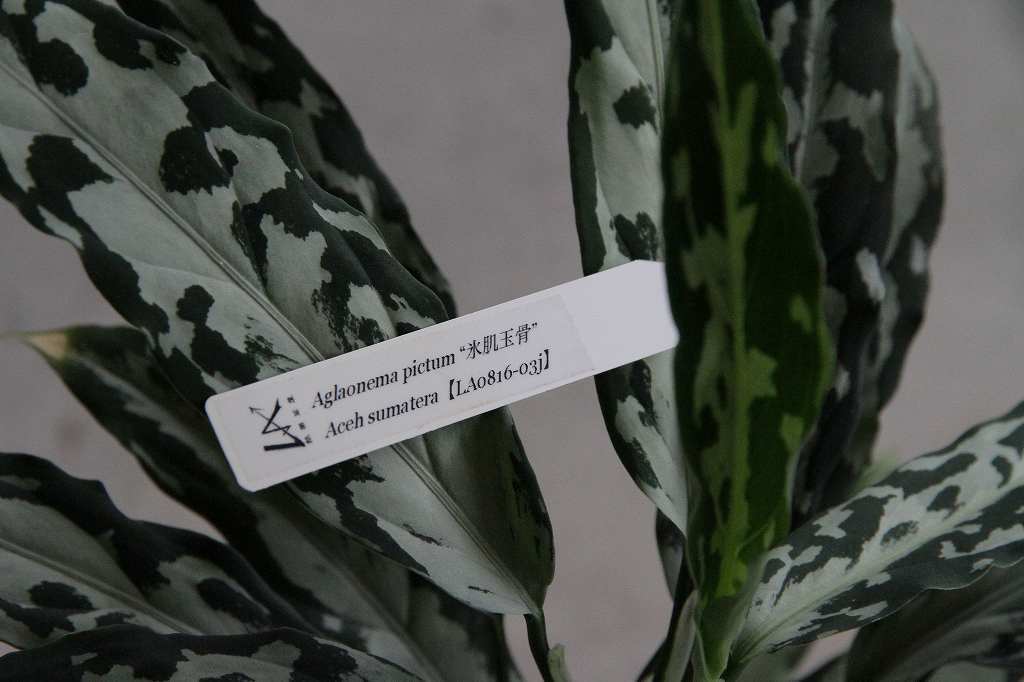 Aglaonema pictum “氷肌玉骨”
Aceh sumatera【LA0816-03j】